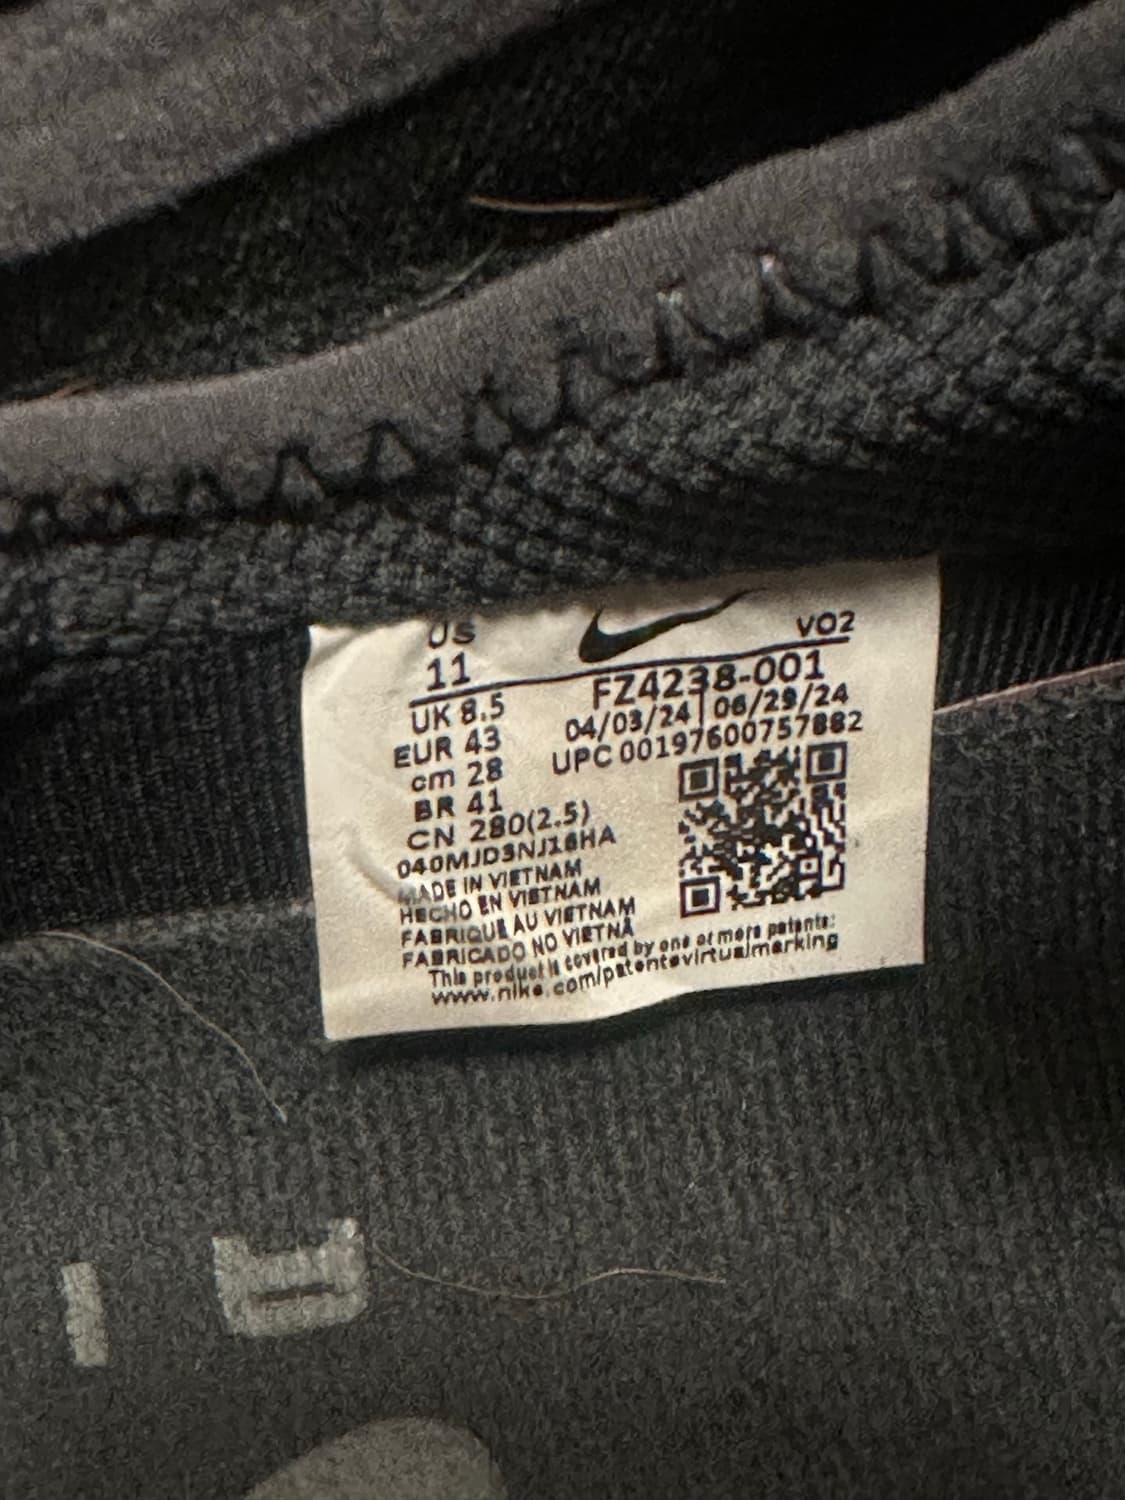 US
11
VO2
FZ4238-001
04/03/24 06/29/24
UPC 00197600757882
UK 8.5
EUR 43
cm 28
BR 41
CN 280(2.5)
040MJD3NJ16HA
MADE IN VIETNAM
HECHO EN VIETNAM
FABRIQUE AU VIETNAM
FABRICADO NO VIETNÃ
This product is covered by one or more patents:
www.nike.com/patentsvirtualmarking